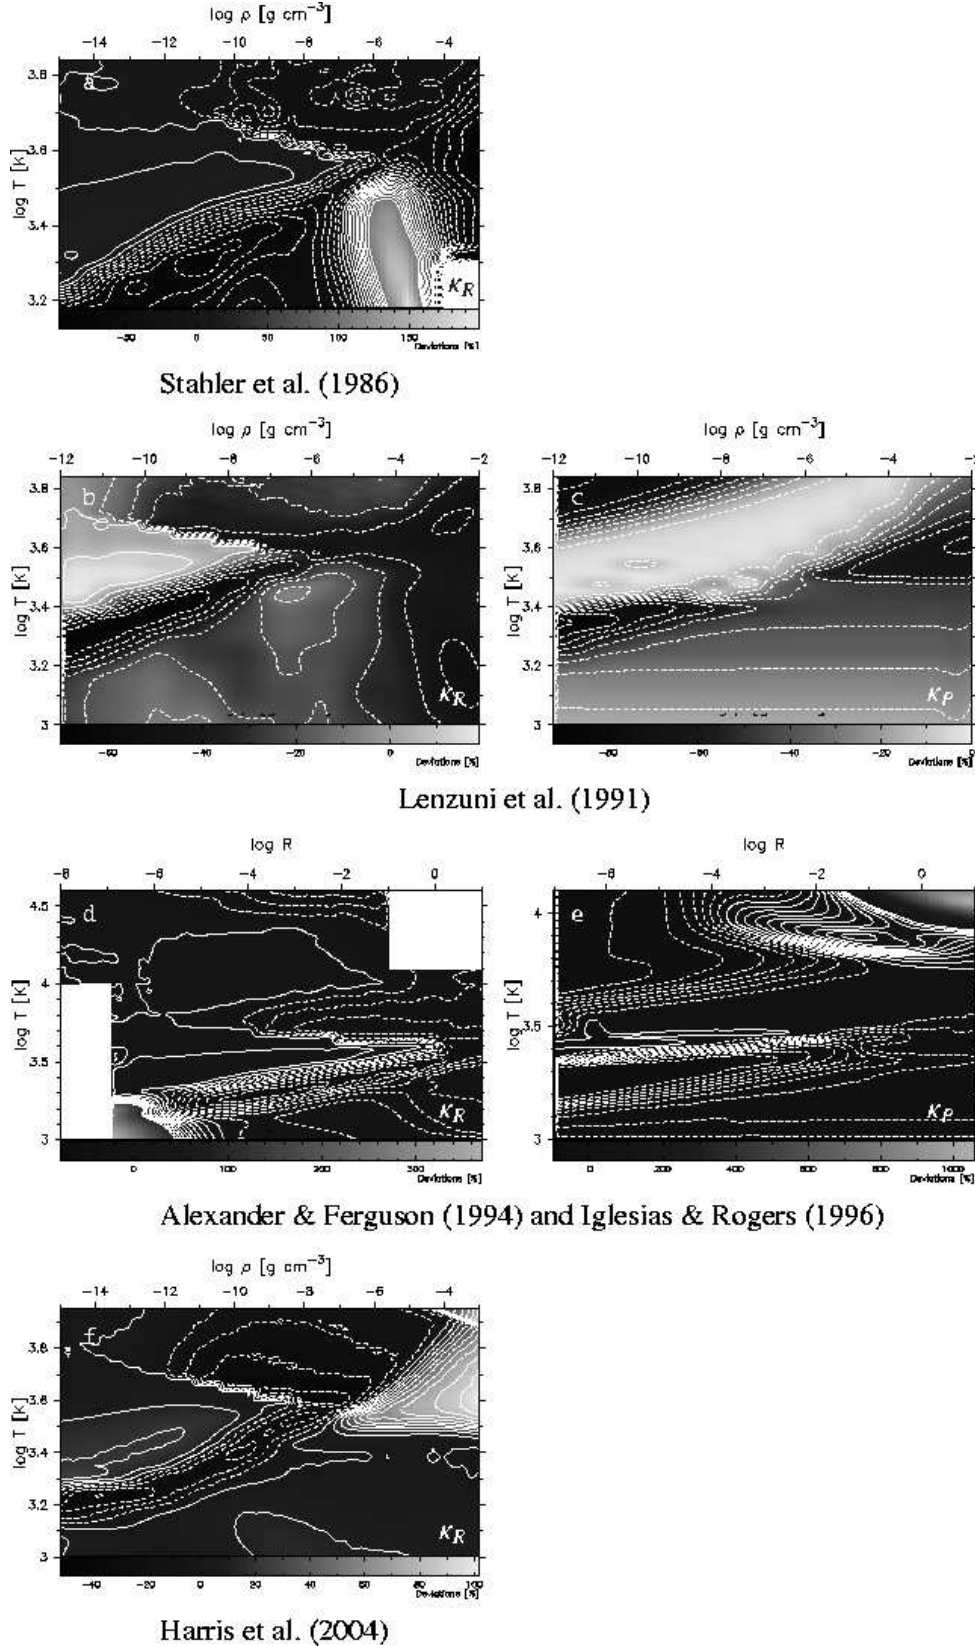 log ρ [g cm⁻³]
−14 −12 −10 −8 −6 −4
a
3.8
3.6
3.4
3.2
log T [K]
κR
−50 0 50 100 150
Deviations [%]
Stahler et al. (1986)
log ρ [g cm⁻³] log ρ [g cm⁻³]
−12 −10 −8 −6 −4 −2 −12 −10 −8 −6 −4 −2
b c
3.8 3.8
3.6 3.6
3.4 3.4
3.2 3.2
3 3
log T [K] log T [K]
κR κP
−60 −40 −20 0 −80 −60 −40 −20 0
Deviations [%] Deviations [%]
Lenzuni et al. (1991)
log R log R
−8 −6 −4 −2 0 −6 −4 −2 0
d e
4.5 4
4 3.5
3.5 3
3
log T [K] log T [K]
κR κP
0 100 200 300 0 200 400 600 800 1000
Deviations [%] Deviations [%]
Alexander & Ferguson (1994) and Iglesias & Rogers (1996)
log ρ [g cm⁻³]
−14 −12 −10 −8 −6 −4
f
3.8
3.6
3.4
3.2
3
log T [K]
κR
−40 −20 0 20 40 60 80 100
Deviations [%]
Harris et al. (2004)